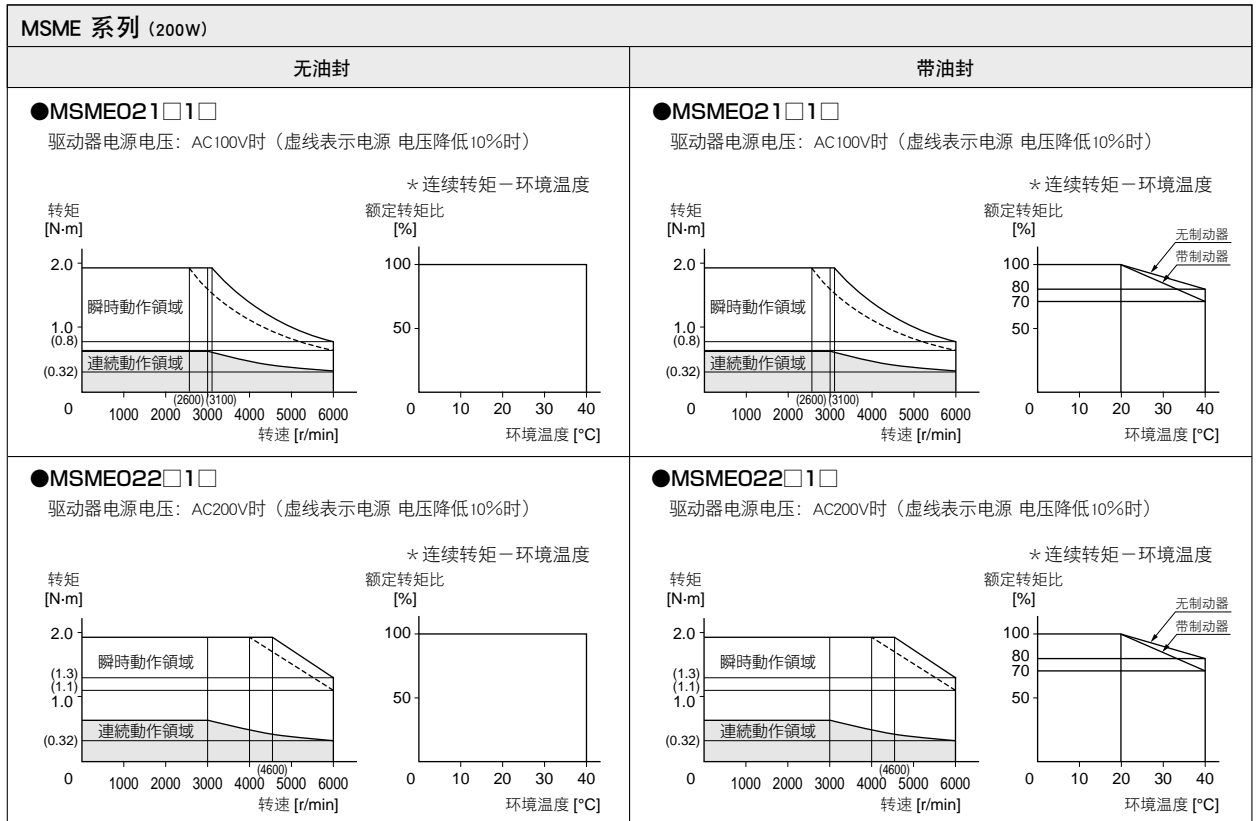 MSME 系列 (200W)
无油封
带油封
●MSME021□1□
驱动器电源电压：AC100V时（虚线表示电源 电压降低10%时）
＊连续转矩－环境温度
转矩
[N·m]
2.0
1.0
(0.8)
(0.32)
0
瞬時動作領域
連続動作領域
(2600) (3100)
1000 2000 3000 4000 5000 6000
转速 [r/min]
额定转矩比
[%]
100
50
0 10 20 30 40
环境温度 [°C]
●MSME021□1□
驱动器电源电压：AC100V时（虚线表示电源 电压降低10%时）
＊连续转矩－环境温度
转矩
[N·m]
2.0
1.0
(0.8)
(0.32)
0
瞬時動作領域
連続動作領域
(2600) (3100)
1000 2000 3000 4000 5000 6000
转速 [r/min]
额定转矩比
[%]
无制动器
带制动器
100
80
70
50
0 10 20 30 40
环境温度 [°C]
●MSME022□1□
驱动器电源电压：AC200V时（虚线表示电源 电压降低10%时）
＊连续转矩－环境温度
转矩
[N·m]
2.0
(1.3)
(1.1)
1.0
(0.32)
0
瞬時動作領域
連続動作領域
(4600)
1000 2000 3000 4000 5000 6000
转速 [r/min]
额定转矩比
[%]
100
50
0 10 20 30 40
环境温度 [°C]
●MSME022□1□
驱动器电源电压：AC200V时（虚线表示电源 电压降低10%时）
＊连续转矩－环境温度
转矩
[N·m]
2.0
(1.3)
(1.1)
1.0
(0.32)
0
瞬時動作領域
連続動作領域
(4600)
1000 2000 3000 4000 5000 6000
转速 [r/min]
额定转矩比
[%]
无制动器
带制动器
100
80
70
50
0 10 20 30 40
环境温度 [°C]